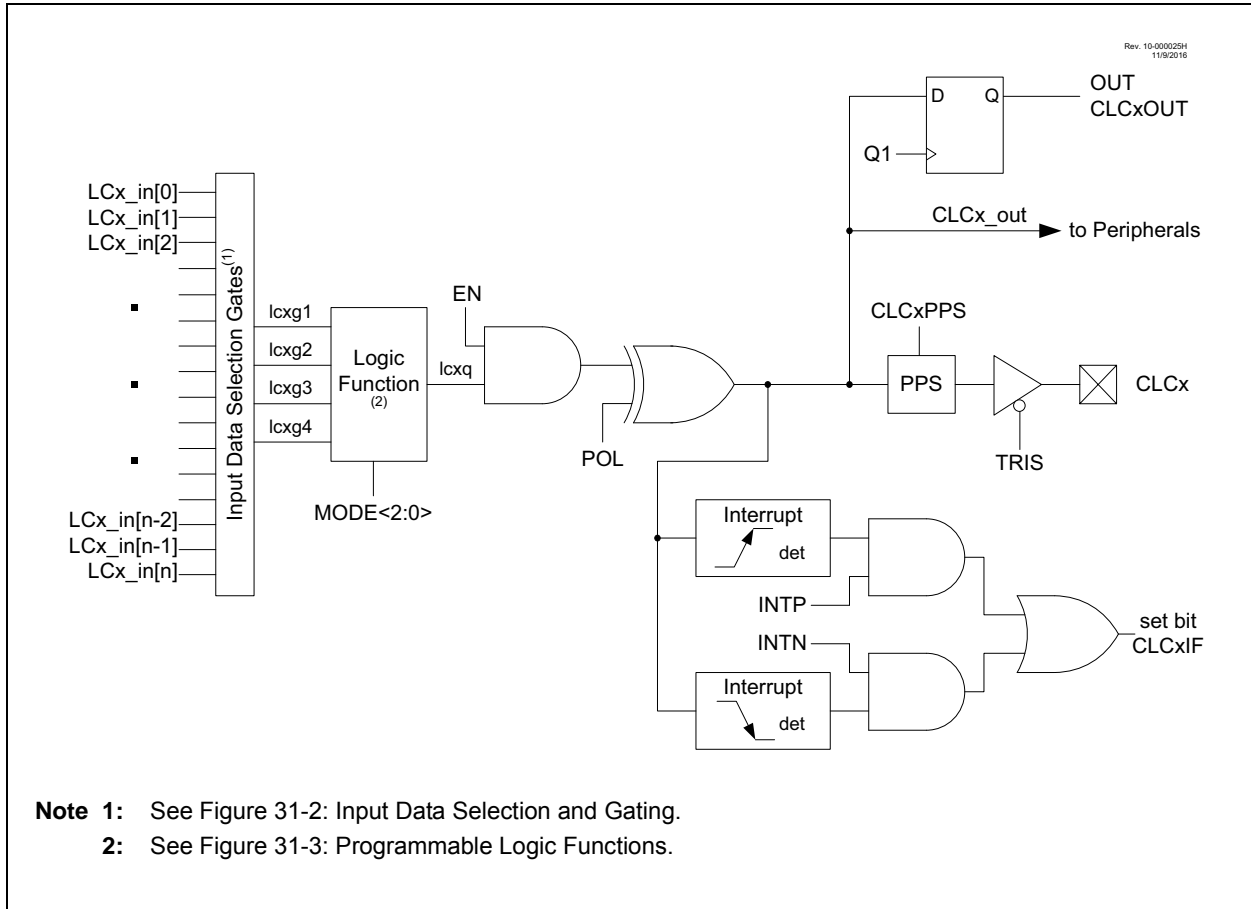 Rev. 10-000025H
11/9/2016
OUT
CLCxOUT
D
Q
Q1
CLCx_out
to Peripherals
LCx_in[0]
LCx_in[1]
LCx_in[2]
LCx_in[n-2]
LCx_in[n-1]
LCx_in[n]
Input Data Selection Gates(1)
lcxg1
lcxg2
lcxg3
lcxg4
Logic
Function
(2)
MODE<2:0>
lcxq
EN
POL
CLCxPPS
PPS
TRIS
CLCx
Interrupt
det
INTP
INTN
Interrupt
det
set bit
CLCxIF
Note 1: See Figure 31-2: Input Data Selection and Gating.
2: See Figure 31-3: Programmable Logic Functions.